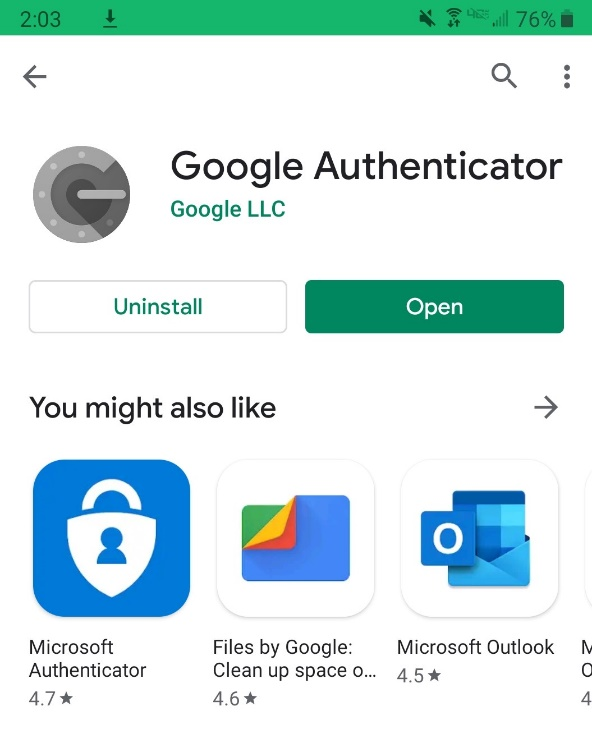 2:03 76%
Google Authenticator
Google LLC
Uninstall
Open
You might also like
Microsoft
Authenticator
4.7★
Files by Google:
Clean up space o...
4.6★
Microsoft Outlook
4.5★
M
O
4